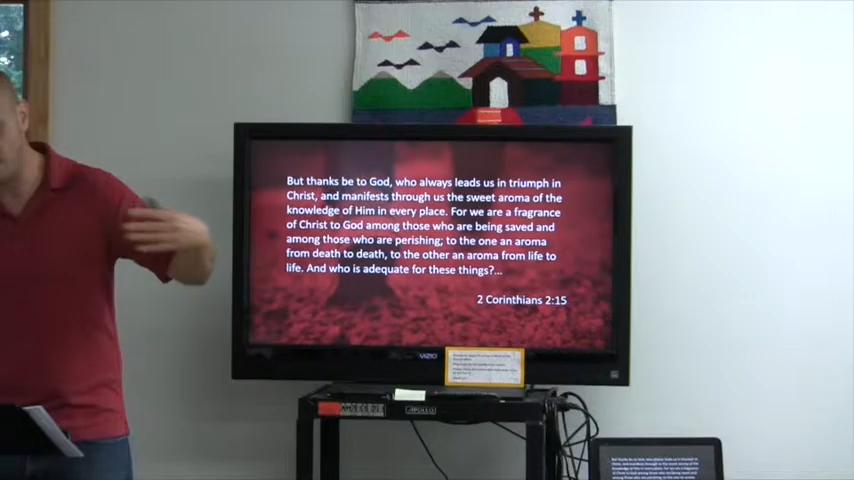 But thanks be to God, who always leads us in triumph in
Christ, and manifests through us the sweet aroma of the
knowledge of Him in every place. For we are a fragrance
of Christ to God among those who are being saved and
among those who are perishing; to the one an aroma
from death to death, to the other an aroma from life to
life. And who is adequate for these things?...
2 Corinthians 2:15
VIZIO
APOLLO